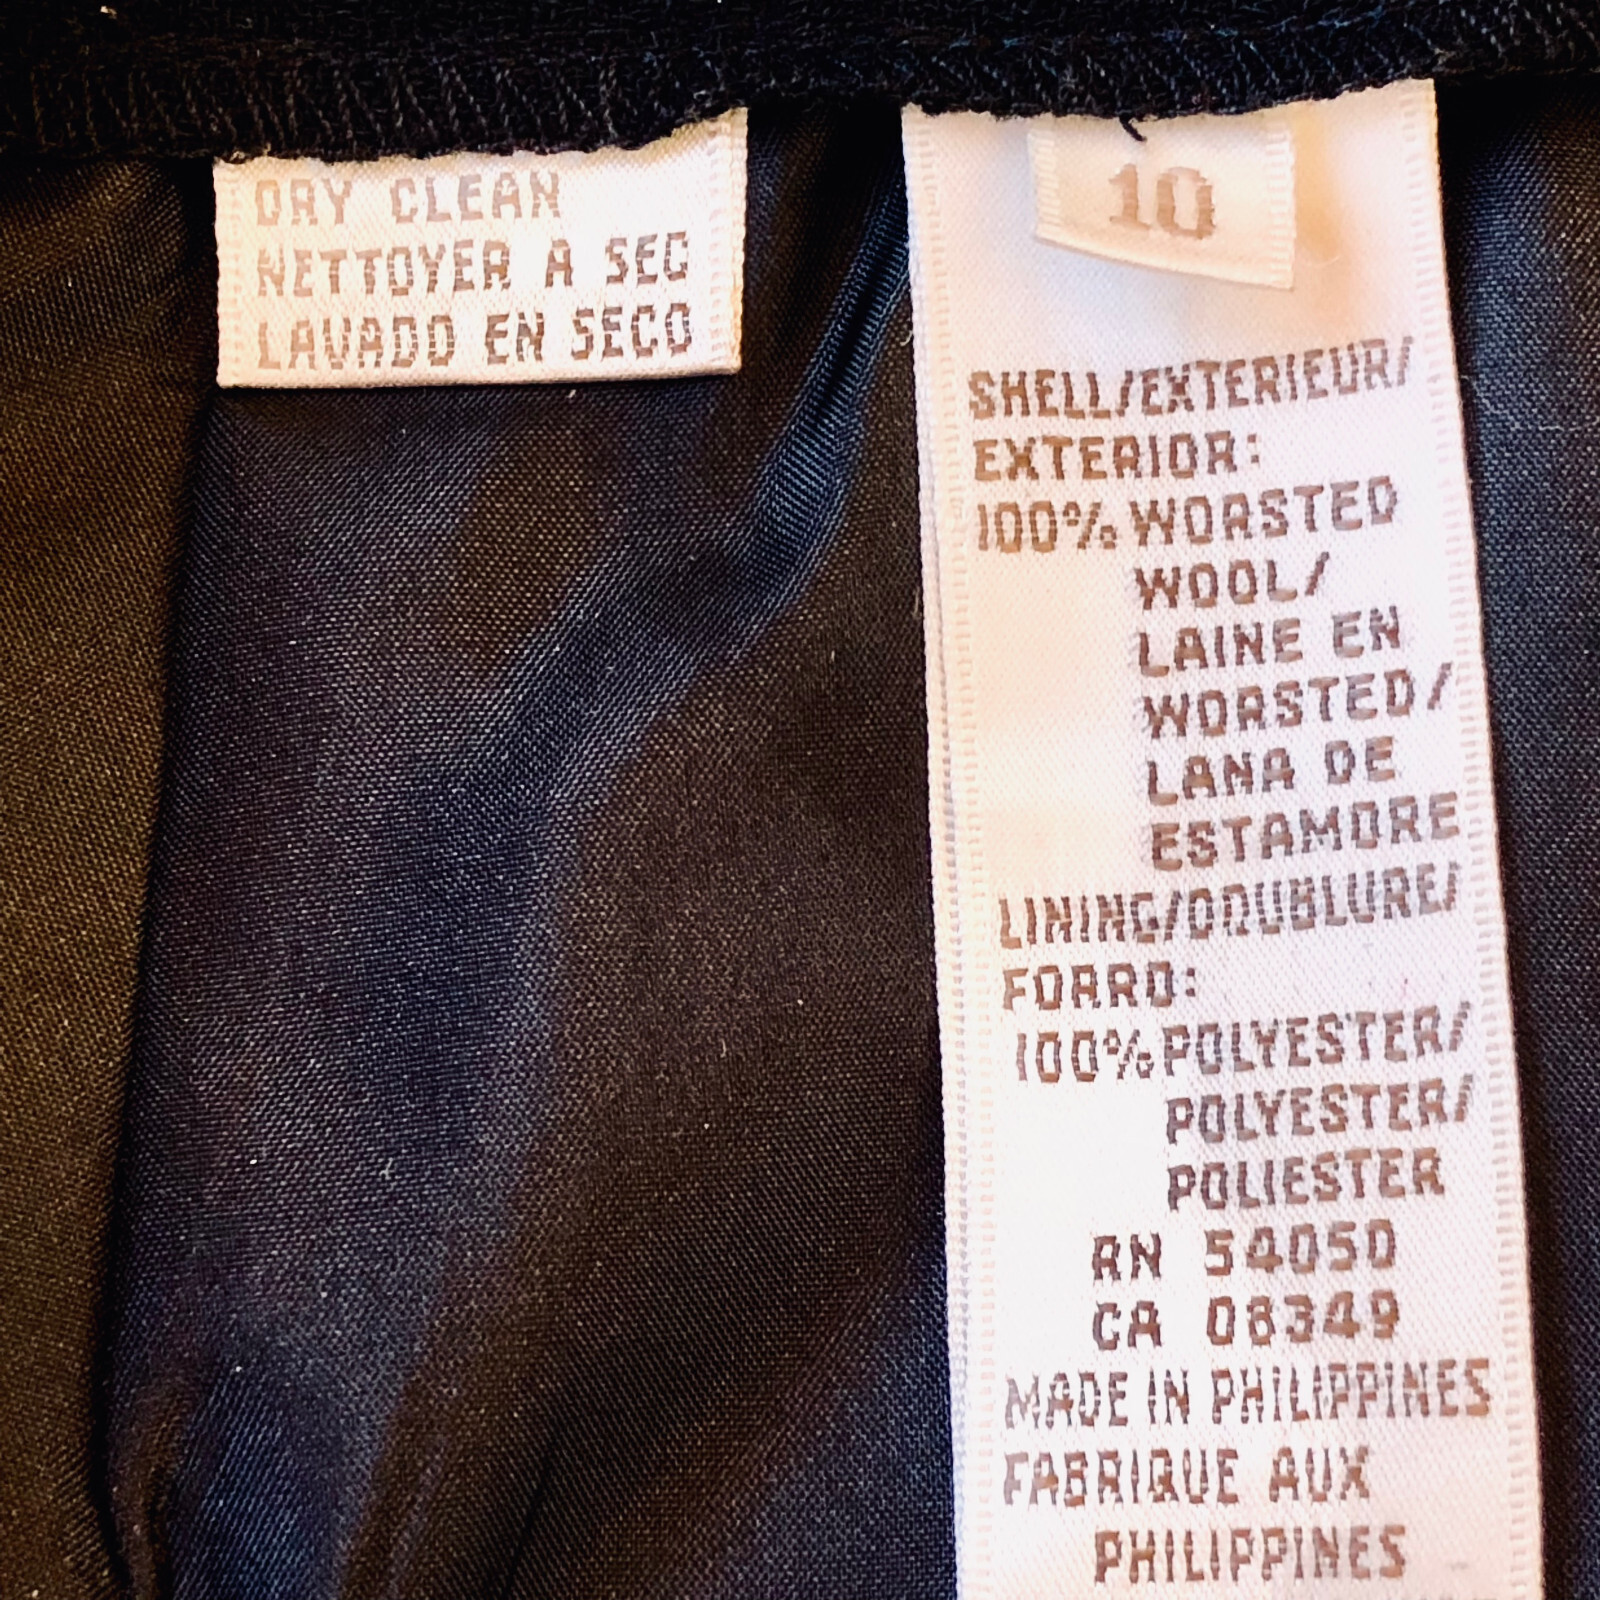 DRY CLEAN
NETTOYER A SEC
LAVADO EN SECO
10
SHELL/EXTERIEUR/
EXTERIOR:
100% WORSTED
WOOL/
LAINE EN
WORSTED/
LANA DE
ESTAMBRE
LINING/DOUBLURE/
FORRO:
100% POLYESTER/
POLYESTER/
POLIESTER
RN 54050
CA 06349
MADE IN PHILIPPINES
FABRIQUE AUX
PHILIPPINES